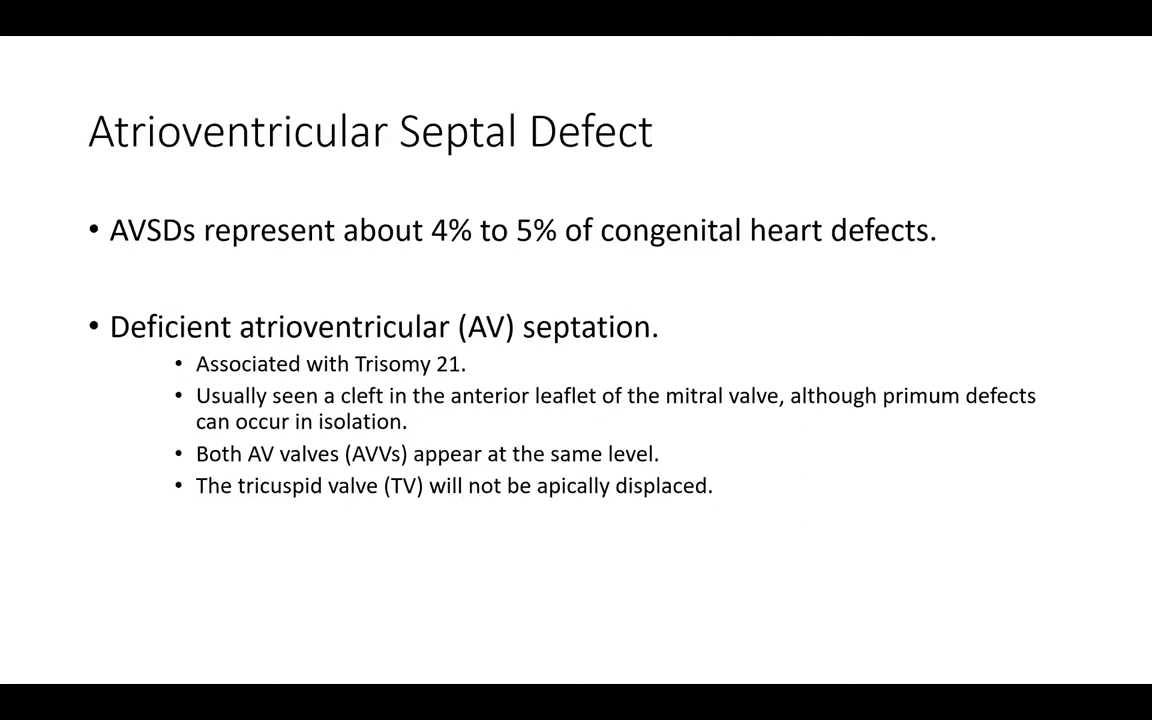 Atrioventricular Septal Defect
• AVSDs represent about 4% to 5% of congenital heart defects.
• Deficient atrioventricular (AV) septation.
• Associated with Trisomy 21.
• Usually seen a cleft in the anterior leaflet of the mitral valve, although primum defects
can occur in isolation.
• Both AV valves (AVVs) appear at the same level.
• The tricuspid valve (TV) will not be apically displaced.